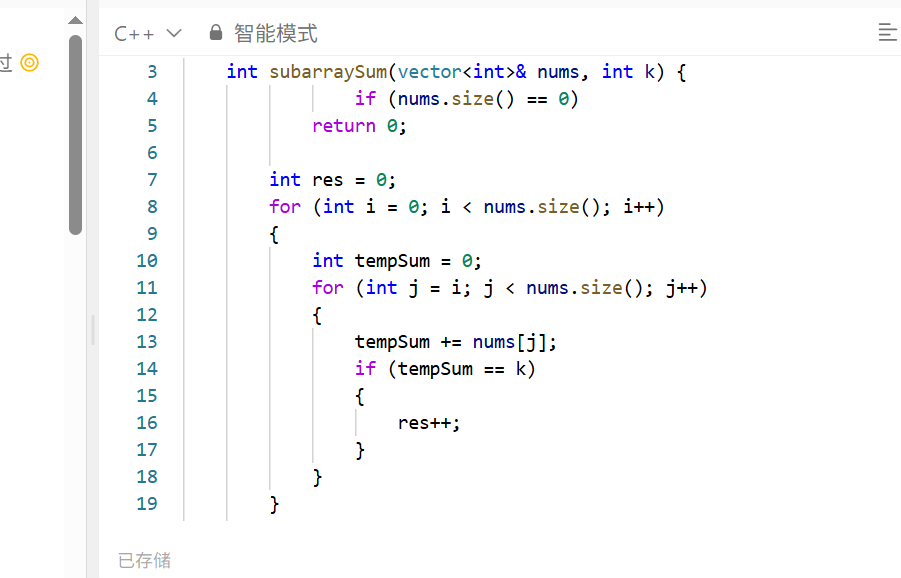 C++ 智能模式
过
3 int subarraySum(vector<int>& nums, int k) {
4 if (nums.size() == 0)
5 return 0;
6
7 int res = 0;
8 for (int i = 0; i < nums.size(); i++)
9 {
10 int tempSum = 0;
11 for (int j = i; j < nums.size(); j++)
12 {
13 tempSum += nums[j];
14 if (tempSum == k)
15 {
16 res++;
17 }
18 }
19 }
已存储